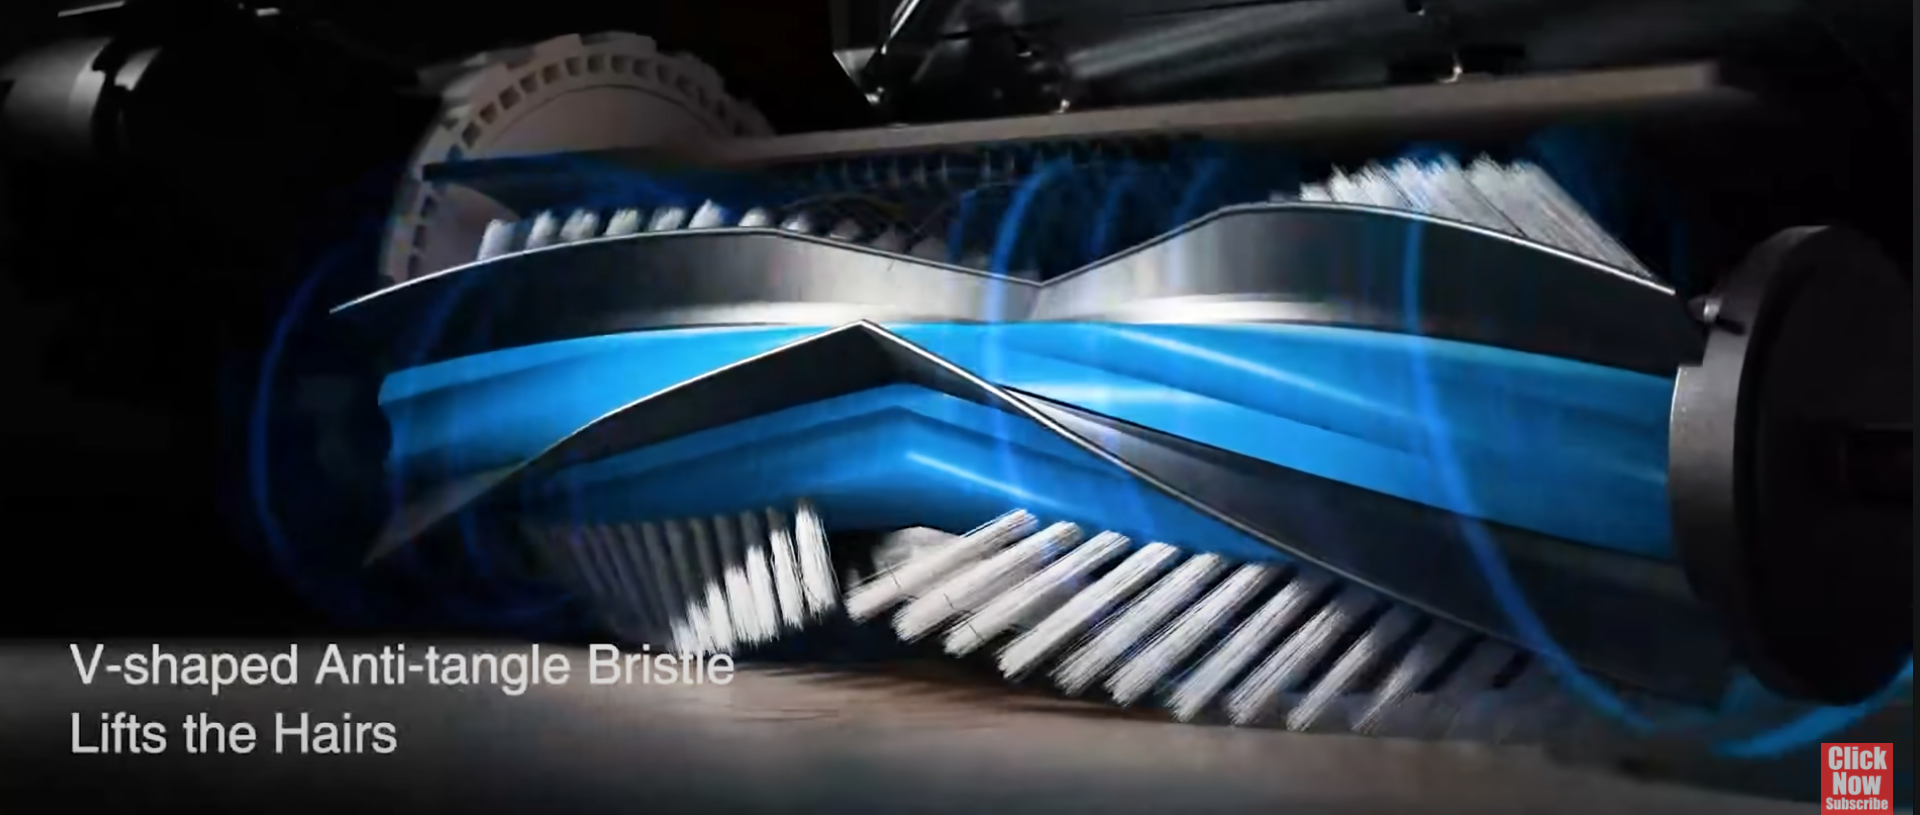 V-shaped Anti-tangle Bristle
Lifts the Hairs
Click
Now
Subscribe